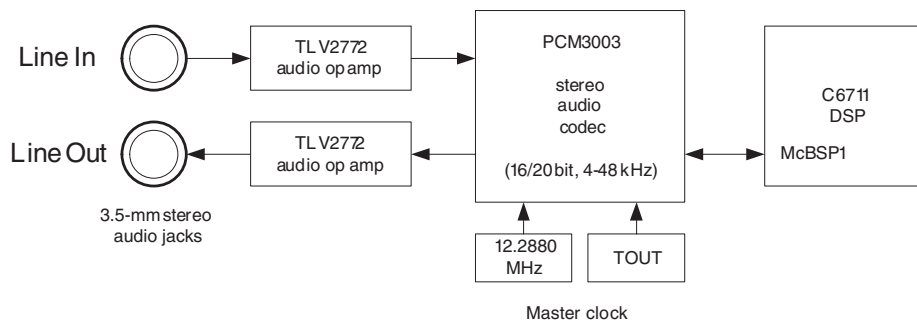 Line In
TLV2772
audio op amp
PCM3003
stereo
audio
codec
(16/20 bit, 4-48 kHz)
C6711
DSP
McBSP1
Line Out
TLV2772
audio op amp
3.5-mm stereo
audio jacks
12.2880
MHz
TOUT
Master clock